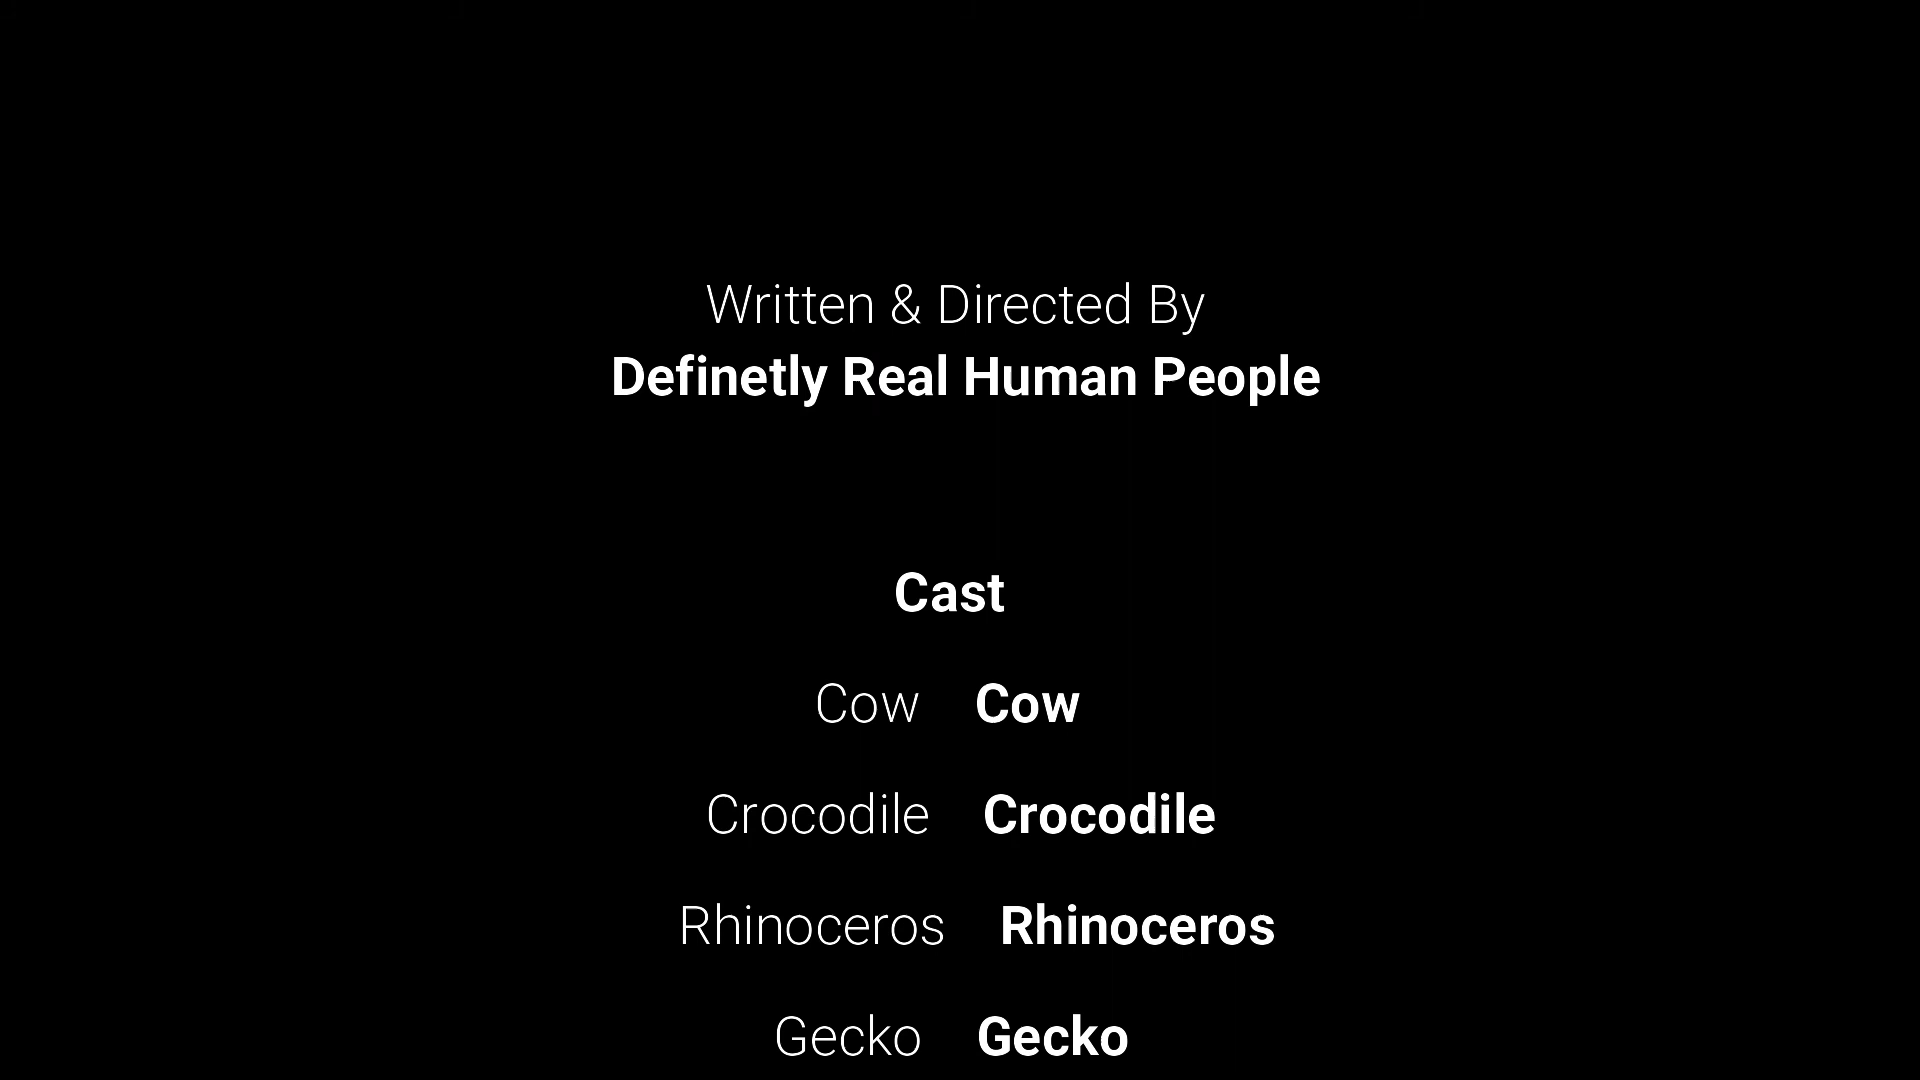 Written & Directed By
Definetly Real Human People
Cast
Cow Cow
Crocodile Crocodile
Rhinoceros Rhinoceros
Gecko Gecko